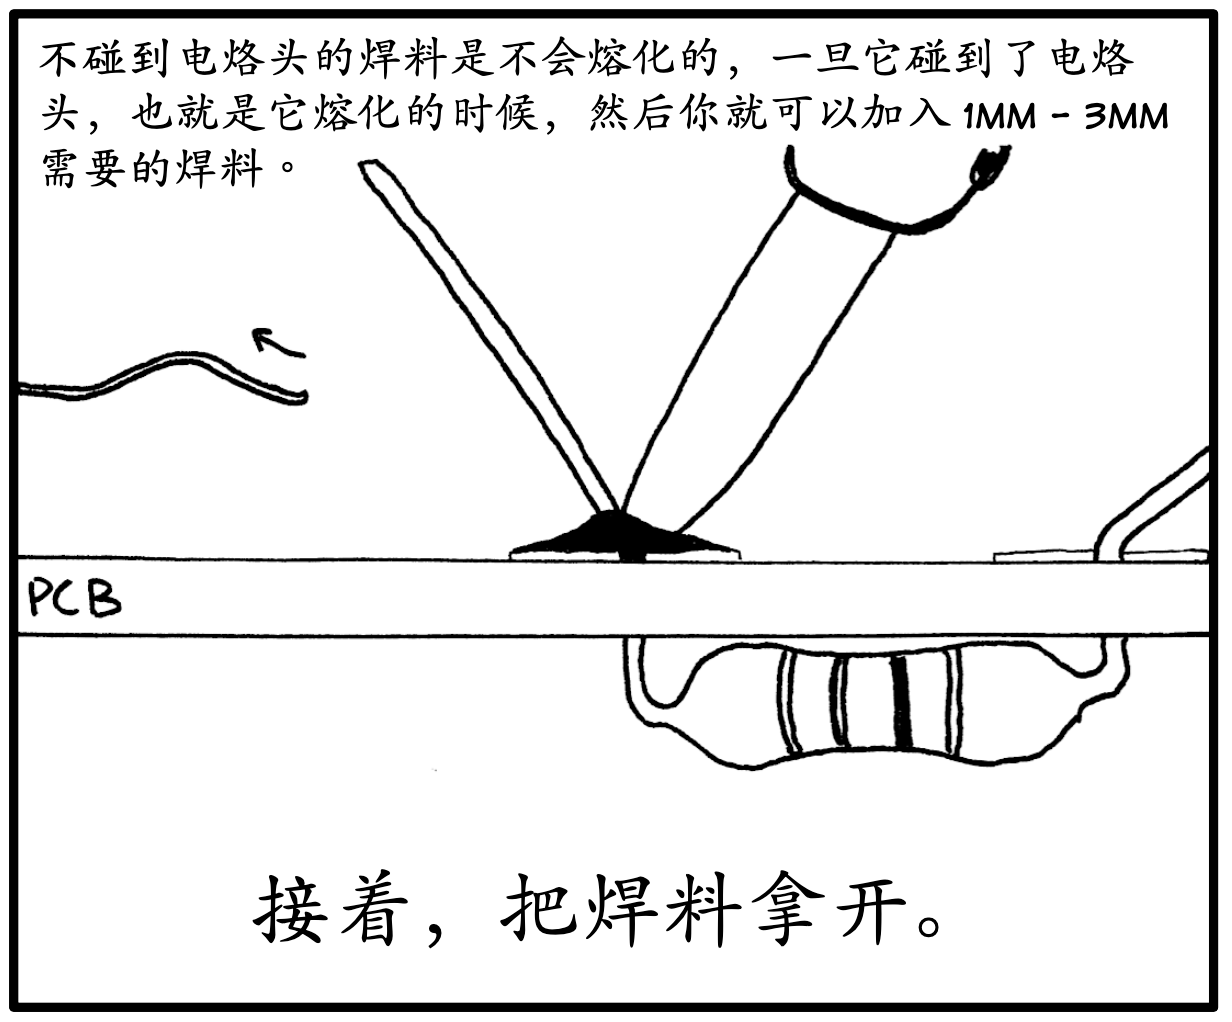 不碰到电烙头的焊料是不会熔化的，一旦它碰到了电烙
头，也就是它熔化的时候，然后你就可以加入 1MM - 3MM
需要的焊料。
PCB
接着，把焊料拿开。